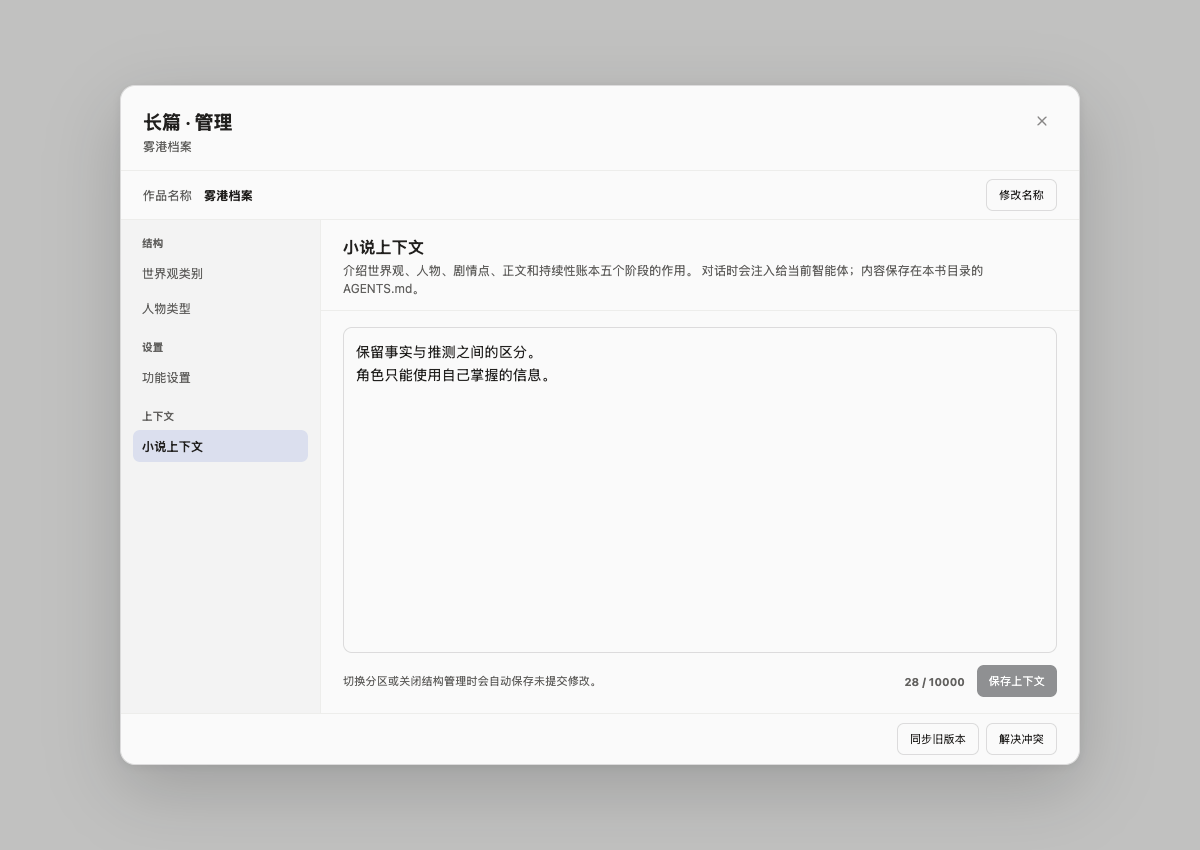 长篇 · 管理
雾港档案
作品名称 雾港档案
修改名称
结构
世界观类别
人物类型
设置
功能设置
上下文
小说上下文
小说上下文
介绍世界观、人物、剧情点、正文和持续性账本五个阶段的作用。 对话时会注入给当前智能体；内容保存在本书目录的
AGENTS.md。
保留事实与推测之间的区分。
角色只能使用自己掌握的信息。
切换分区或关闭结构管理时会自动保存未提交修改。
28 / 10000
保存上下文
同步旧版本
解决冲突